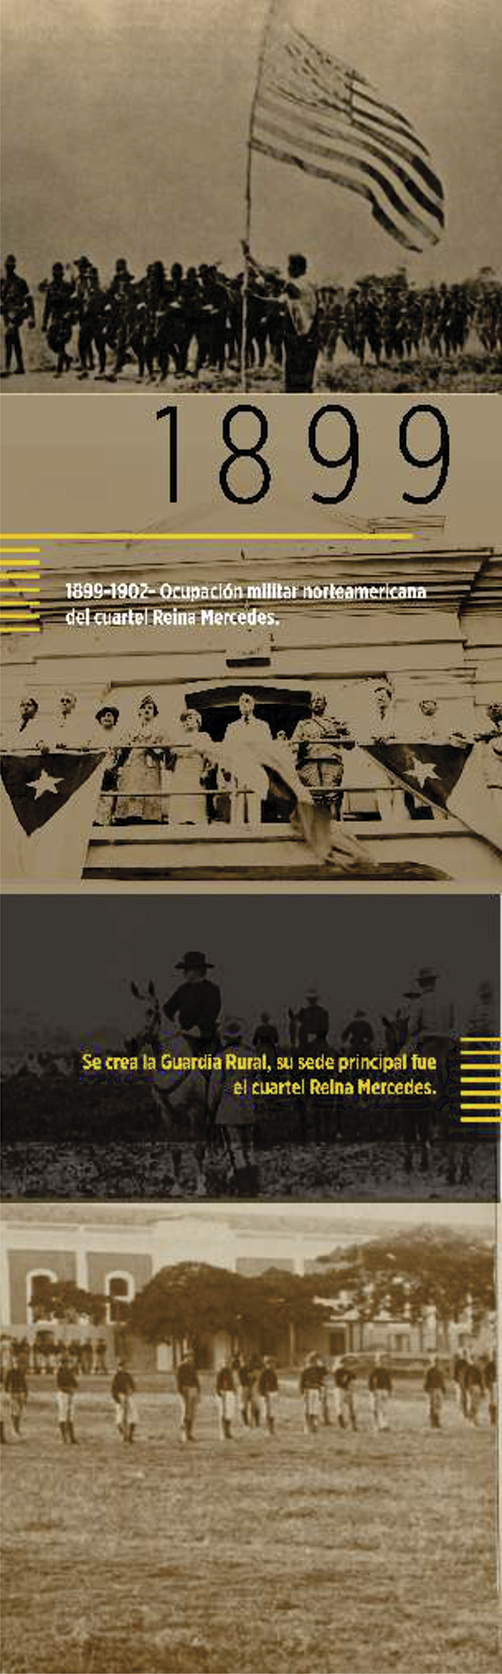 1899
1899-1902- Ocupación militar norteamericana
del cuartel Reina Mercedes.
Se crea la Guardia Rural, su sede principal fue
el cuartel Reina Mercedes.